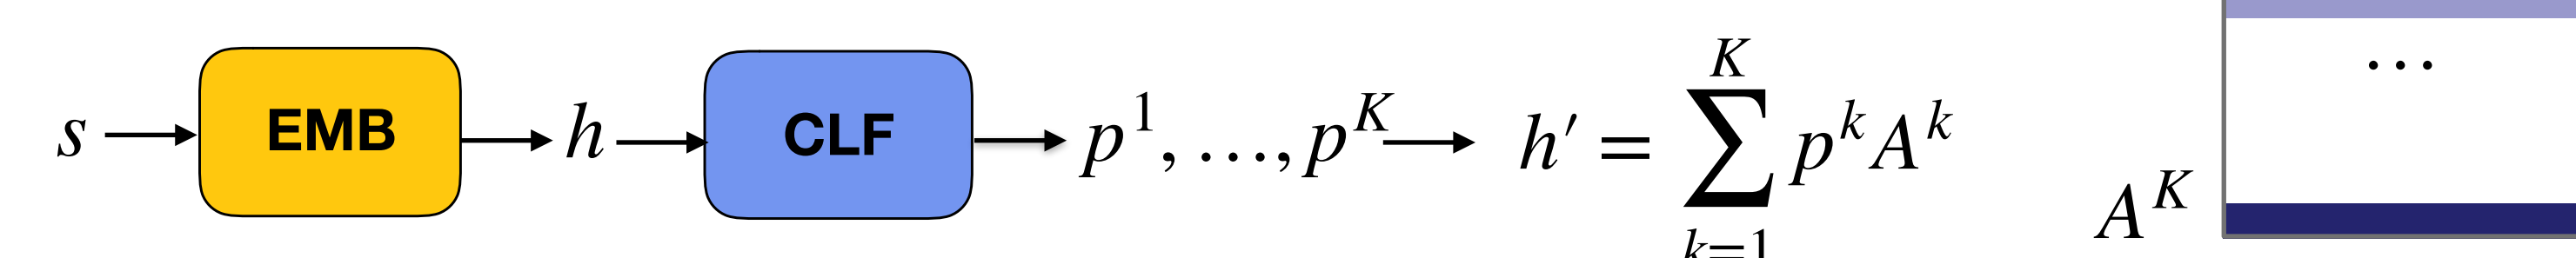 s → EMB → h → CLF → p^1, …., p^K → h′ = ∑_{k=1}^{K} p^k A^k
A^K
…